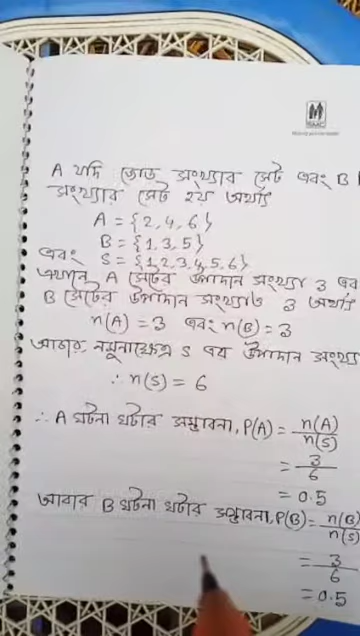 A যদি জোড় সংখ্যার সেট এবং B
সংখ্যার সেট হয় অর্থাৎ
A = {2, 4, 6}
B = {1, 3, 5}
এবং S = {1, 2, 3, 4, 5, 6}
এখানে A সেটের উপাদান সংখ্যা 3 এবং
B সেটের উপাদান সংখ্যাও 3 অর্থাৎ
n(A) = 3 এবং n(B) = 3
আবার নমুনাক্ষেত্র S এর উপাদান সংখ্যা
∴ n(S) = 6
∴ A ঘটনা ঘটার সম্ভাবনা, P(A) = n(A)/n(S)
= 3/6
= 0.5
আবার B ঘটনা ঘটার সম্ভাবনা, P(B) = n(B)/n(S)
= 3/6
= 0.5